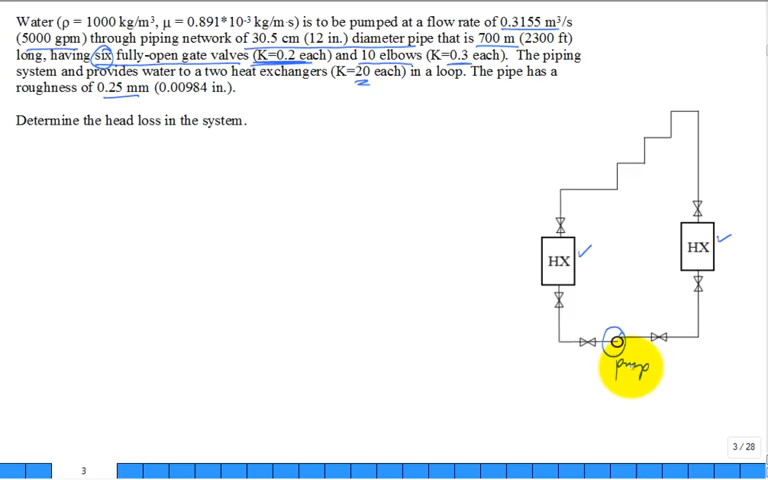 Water (ρ = 1000 kg/m³, μ = 0.891*10⁻³ kg/m·s) is to be pumped at a flow rate of 0.3155 m³/s
(5000 gpm) through piping network of 30.5 cm (12 in.) diameter pipe that is 700 m (2300 ft)
long, having six fully-open gate valves (K=0.2 each) and 10 elbows (K=0.3 each). The piping
system and provides water to a two heat exchangers (K=20 each) in a loop. The pipe has a
roughness of 0.25 mm (0.00984 in.).
Determine the head loss in the system.
HX
HX
pump
3 / 28
3